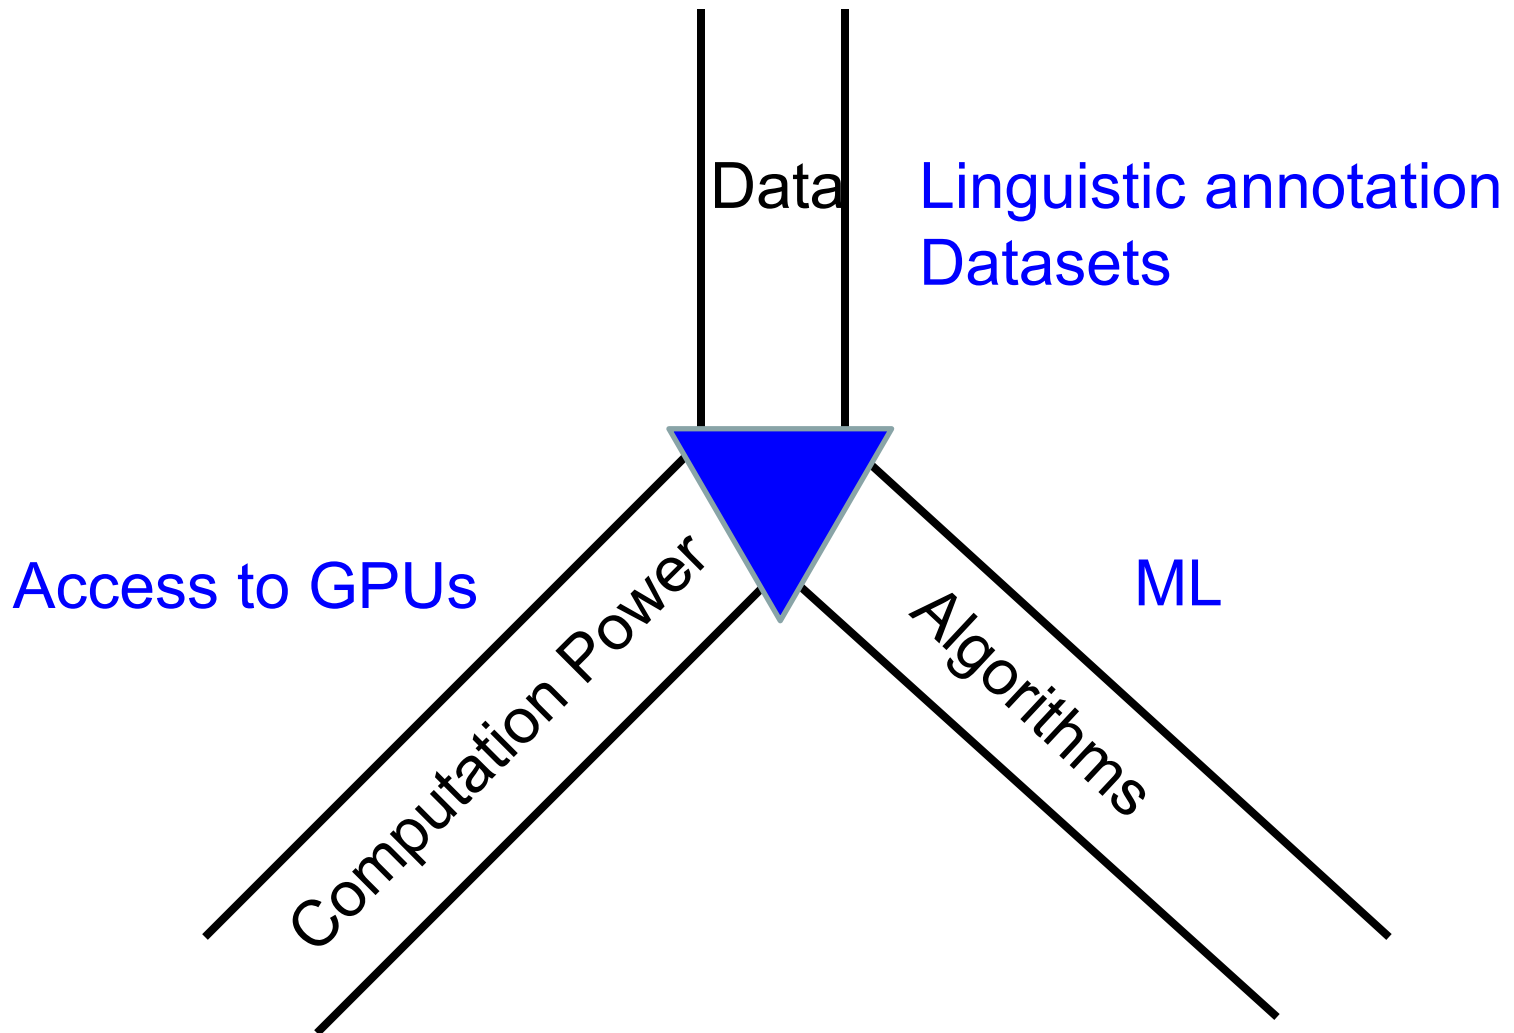 Data
Linguistic annotation
Datasets
Access to GPUs
Computation Power
Algorithms
ML